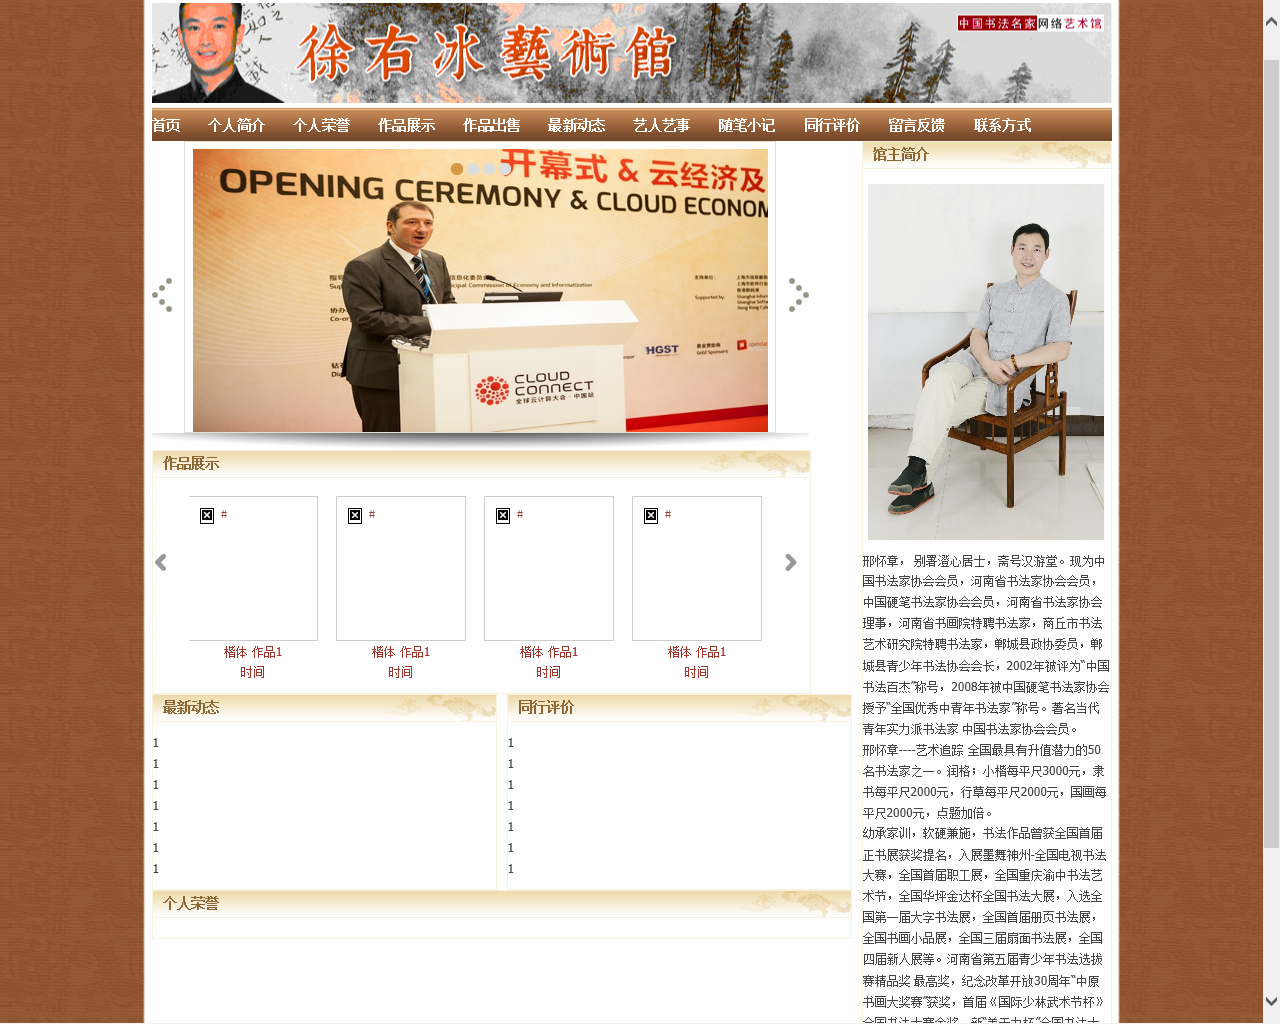 徐右冰藝術館
中国书法名家网络艺术馆
首页 个人简介 个人荣誉 作品展示 作品出售 最新动态 艺人艺事 随笔小记 同行评价 留言反馈 联系方式
开幕式 & 云经济及
OPENING CEREMONY & CLOUD ECONOM
HGST
CLOUD
CONNECT
全球云计算大会·中国站
馆主简介
邢怀章， 别署澄心居士，斋号汉游堂。现为中
国书法家协会会员，河南省书法家协会会员，
中国硬笔书法家协会会员，河南省书法家协会
理事，河南省书画院特聘书法家，商丘市书法
艺术研究院特聘书法家，郸城县政协委员，郸
城县青少年书法协会会长，2002年被评为“中国
书法百杰”称号，2008年被中国硬笔书法家协会
授予“全国优秀中青年书法家”称号。著名当代
青年实力派书法家 中国书法家协会会员。
邢怀章----艺术追踪 全国最具有升值潜力的50
名书法家之一。润格；小楷每平尺3000元，隶
书每平尺2000元，行草每平尺2000元，国画每
平尺2000元，点题加倍。
幼承家训，软硬兼施，书法作品曾获全国首届
正书展获奖提名，入展墨舞神州-全国电视书法
大赛，全国首届职工展，全国重庆渝中书法艺
术节，全国华坪金达杯全国书法大展，入选全
国第一届大字书法展，全国首届册页书法展，
全国书画小品展，全国三届扇面书法展，全国
四届新人展等。河南省第五届青少年书法选拔
赛精品奖 最高奖，纪念改革开放30周年“中原
书画大奖赛”获奖，首届《国际少林武术节杯》
作品展示
# # # #
楷体 作品1 楷体 作品1 楷体 作品1 楷体 作品1
时间 时间 时间 时间
最新动态
1
1
1
1
1
1
1
同行评价
1
1
1
1
1
1
1
个人荣誉